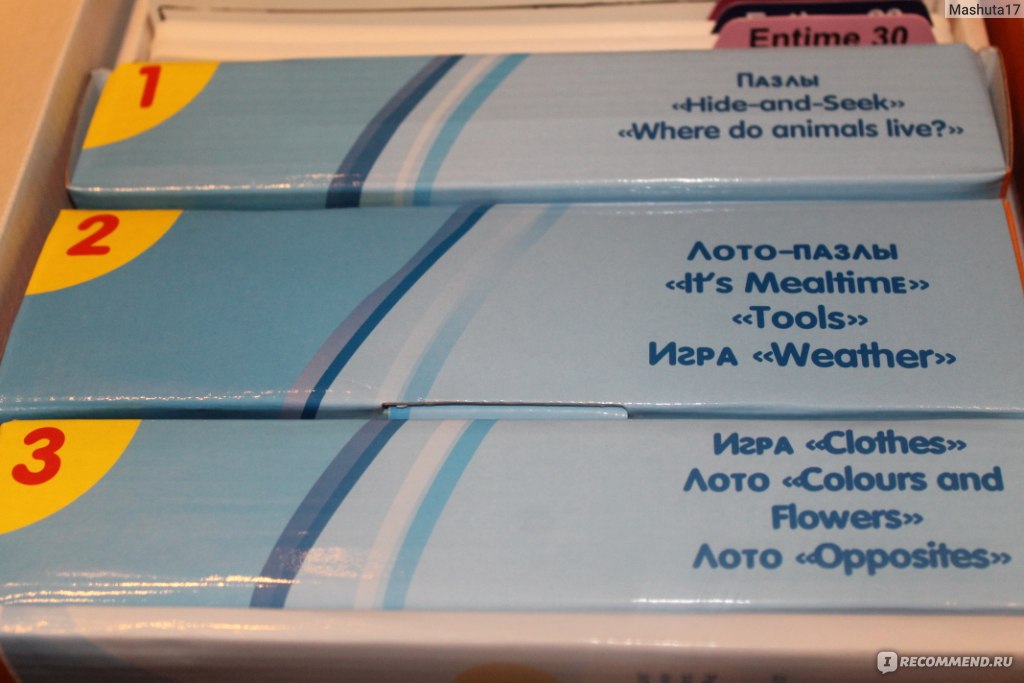 Mashuta17
Entime 30
1
Пазлы
«Hide-and-Seek»
«Where do animals live?»
2
Лото-пазлы
«It's Mealtime»
«Tools»
Игра «Weather»
3
Игра «Clothes»
Лото «Colours and
Flowers»
Лото «Opposites»
I RECOMMEND.RU